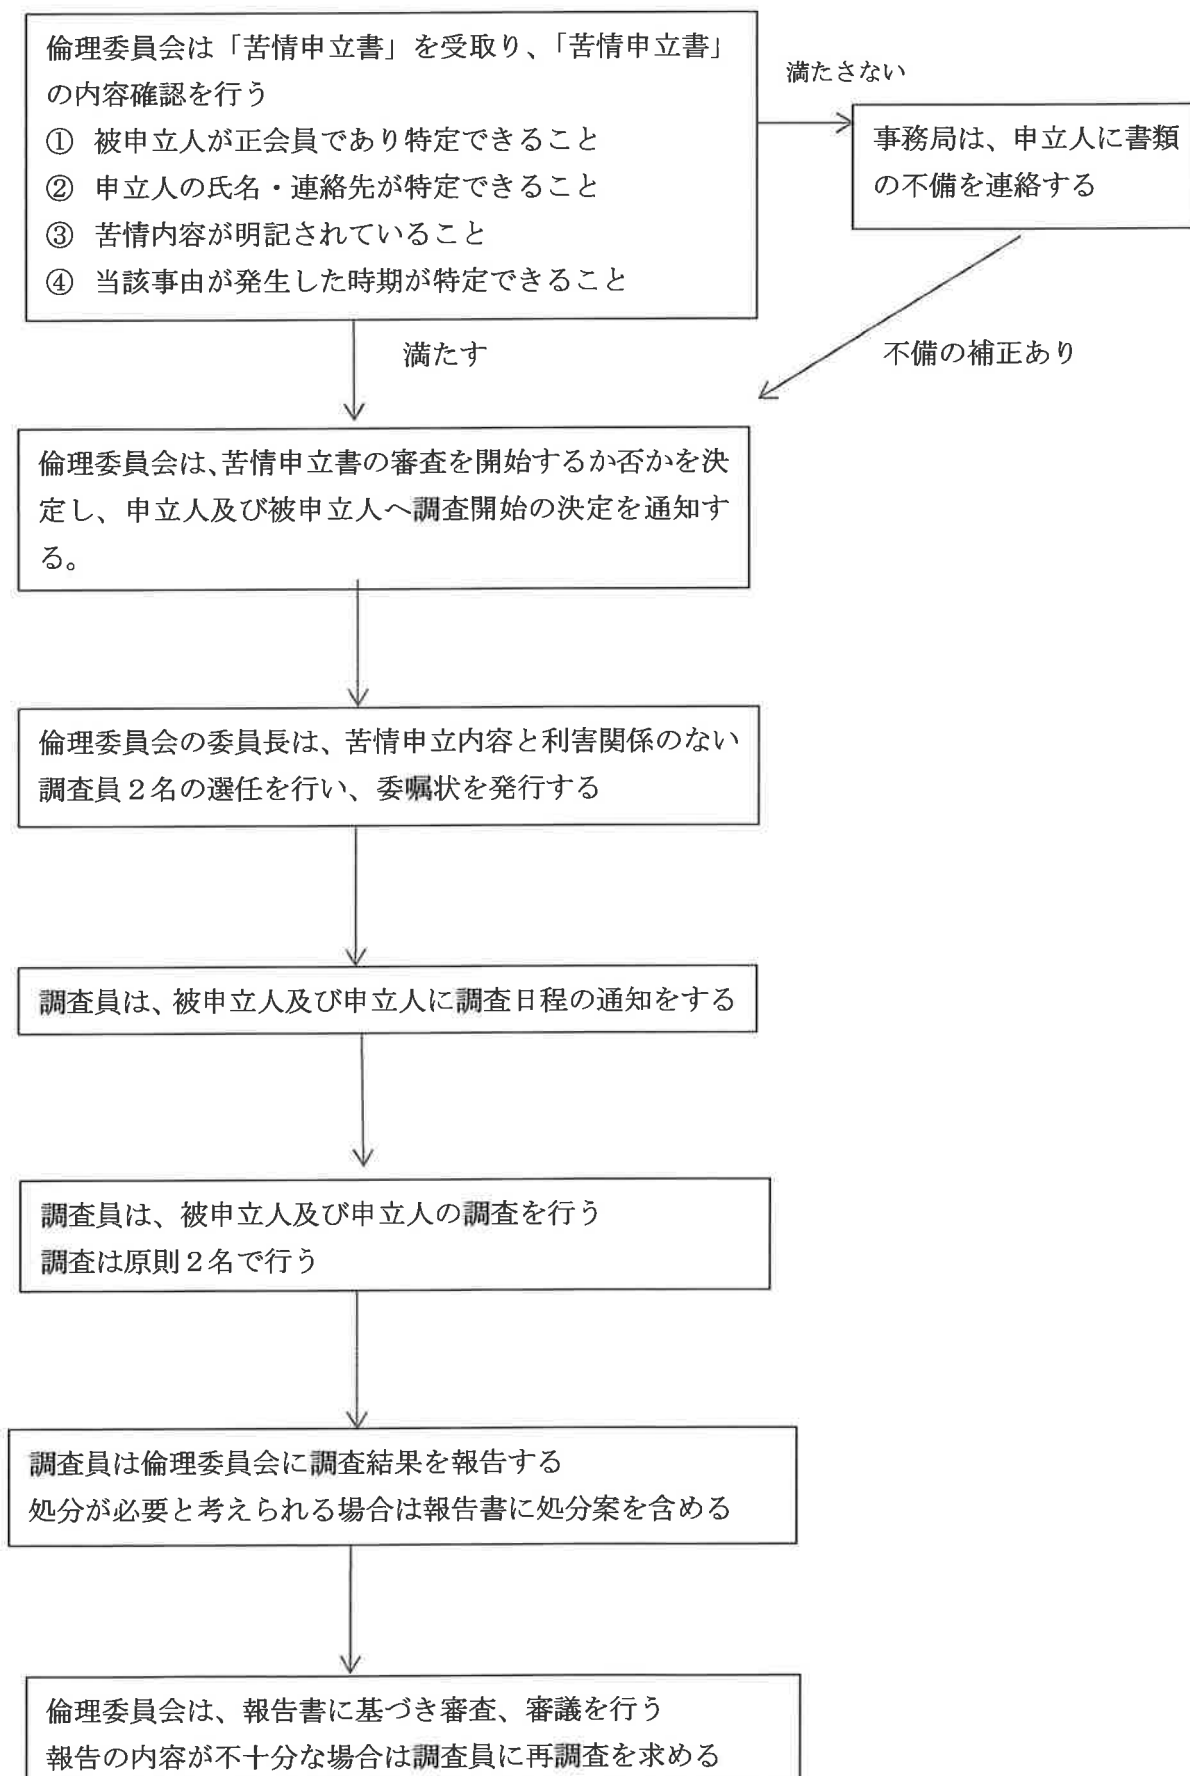 倫理委員会は「苦情申立書」を受取り、「苦情申立書」
の内容確認を行う
① 被申立人が正会員であり特定できること
② 申立人の氏名・連絡先が特定できること
③ 苦情内容が明記されていること
④ 当該事由が発生した時期が特定できること
満たさない
事務局は、申立人に書類
の不備を連絡する
満たす
不備の補正あり
倫理委員会は、苦情申立書の審査を開始するか否かを決
定し、申立人及び被申立人へ調査開始の決定を通知す
る。
倫理委員会の委員長は、苦情申立内容と利害関係のない
調査員２名の選任を行い、委嘱状を発行する
調査員は、被申立人及び申立人に調査日程の通知をする
調査員は、被申立人及び申立人の調査を行う
調査は原則２名で行う
調査員は倫理委員会に調査結果を報告する
処分が必要と考えられる場合は報告書に処分案を含める
倫理委員会は、報告書に基づき審査、審議を行う
報告の内容が不十分な場合は調査員に再調査を求める